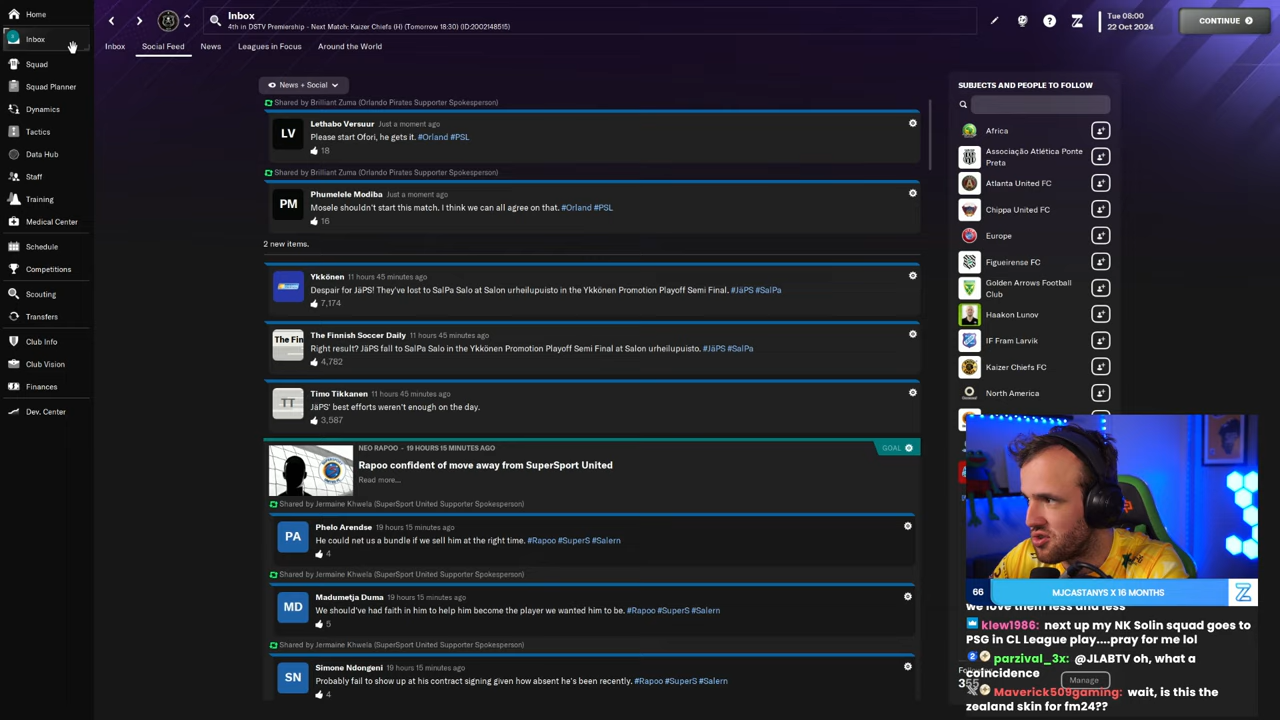 Home
Inbox
Squad
Squad Planner
Dynamics
Tactics
Data Hub
Staff
Training
Medical Center
Schedule
Competitions
Scouting
Transfers
Club Info
Club Vision
Finances
Dev. Center
Inbox
4th in DSTV Premiership - Next Match: Kaizer Chiefs (H) (Tomorrow 18:30) (ID:2002148515)
Tue 08:00
22 Oct 2024
CONTINUE
Inbox
Social Feed
News
Leagues in Focus
Around the World
News + Social
Shared by Brilliant Zuma (Orlando Pirates Supporter Spokesperson)
LV
Lethabo Versuur Just a moment ago
Please start Ofori, he gets it. #Orland #PSL
18
Shared by Brilliant Zuma (Orlando Pirates Supporter Spokesperson)
PM
Phumelele Modiba Just a moment ago
Mosele shouldn't start this match. I think we can all agree on that. #Orland #PSL
16
2 new items.
Ykkönen 11 hours 45 minutes ago
Despair for JäPS! They've lost to SalPa Salo at Salon urheilupuisto in the Ykkönen Promotion Playoff Semi Final. #JäPS #SalPa
7,174
The Fin
The Finnish Soccer Daily 11 hours 45 minutes ago
Right result? JäPS fall to SalPa Salo in the Ykkönen Promotion Playoff Semi Final at Salon urheilupuisto. #JäPS #SalPa
4,782
TT
Timo Tikkanen 11 hours 45 minutes ago
JäPS' best efforts weren't enough on the day.
3,587
NEO RAPOO - 19 HOURS 15 MINUTES AGO
GOAL
Rapoo confident of move away from SuperSport United
Read more...
Shared by Jermaine Khwela (SuperSport United Supporter Spokesperson)
PA
Phelo Arendse 19 hours 15 minutes ago
He could net us a bundle if we sell him at the right time. #Rapoo #SuperS #Salern
4
Shared by Jermaine Khwela (SuperSport United Supporter Spokesperson)
MD
Madumetja Duma 19 hours 15 minutes ago
We should've had faith in him to help him become the player we wanted him to be. #Rapoo #SuperS #Salern
5
Shared by Jermaine Khwela (SuperSport United Supporter Spokesperson)
SN
Simone Ndongeni 19 hours 15 minutes ago
Probably fail to show up at his contract signing given how absent he's been recently. #Rapoo #SuperS #Salern
4
SUBJECTS AND PEOPLE TO FOLLOW
Africa
Associação Atlética Ponte
Preta
Atlanta United FC
Chippa United FC
Europe
Figueirense FC
Golden Arrows Football
Club
Haakon Lunov
IF Fram Larvik
Kaizer Chiefs FC
North America
66
MJCASTANYS X 16 MONTHS
Z
we love them less and less
klew1986: next up my NK Solin squad goes to
PSG in CL League play....pray for me lol
parzival_3x: @JLABTV oh, what a
coincidence
Manage
Maverick509gaming: wait, is this the
zealand skin for fm24??